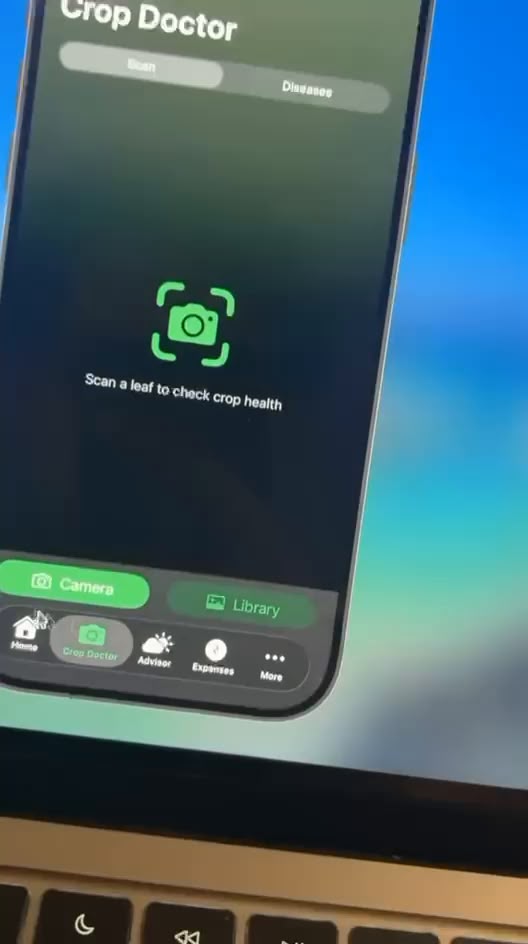 Crop Doctor
Scan
Diseases
Scan a leaf to check crop health
Camera
Library
Home
Crop Doctor
Advisor
Expenses
More